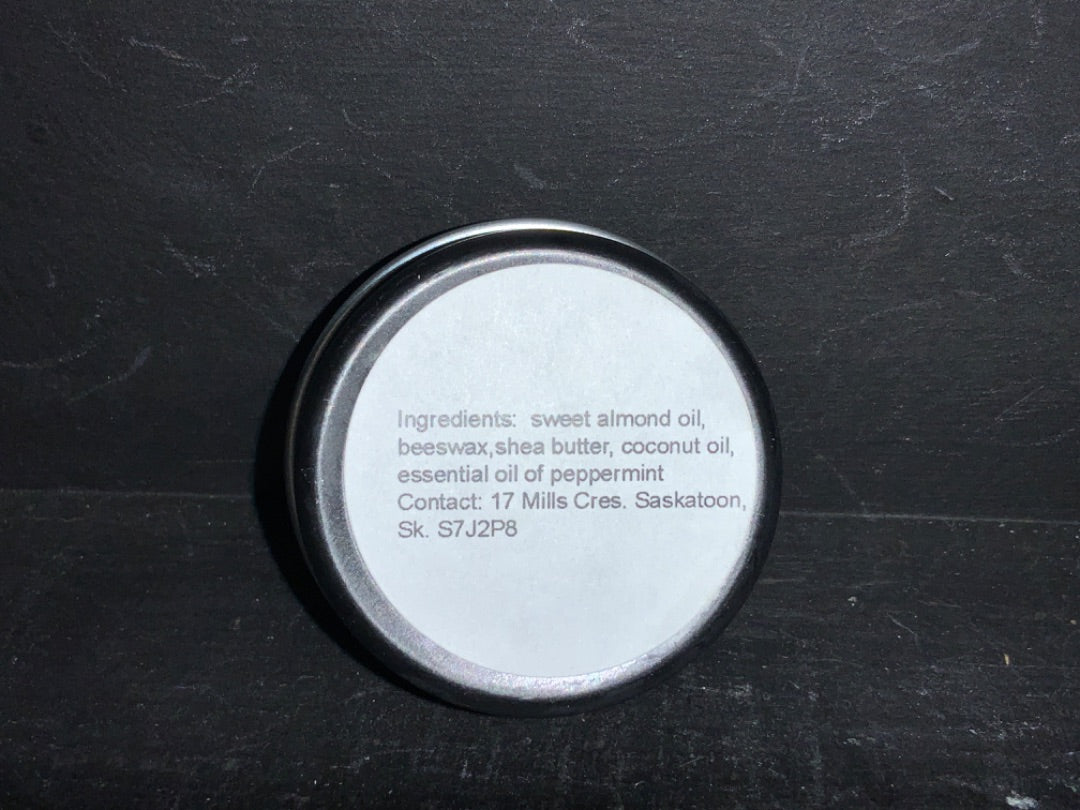 Ingredients:  sweet almond oil,
beeswax,shea butter, coconut oil,
essential oil of peppermint
Contact: 17 Mills Cres. Saskatoon,
Sk. S7J2P8